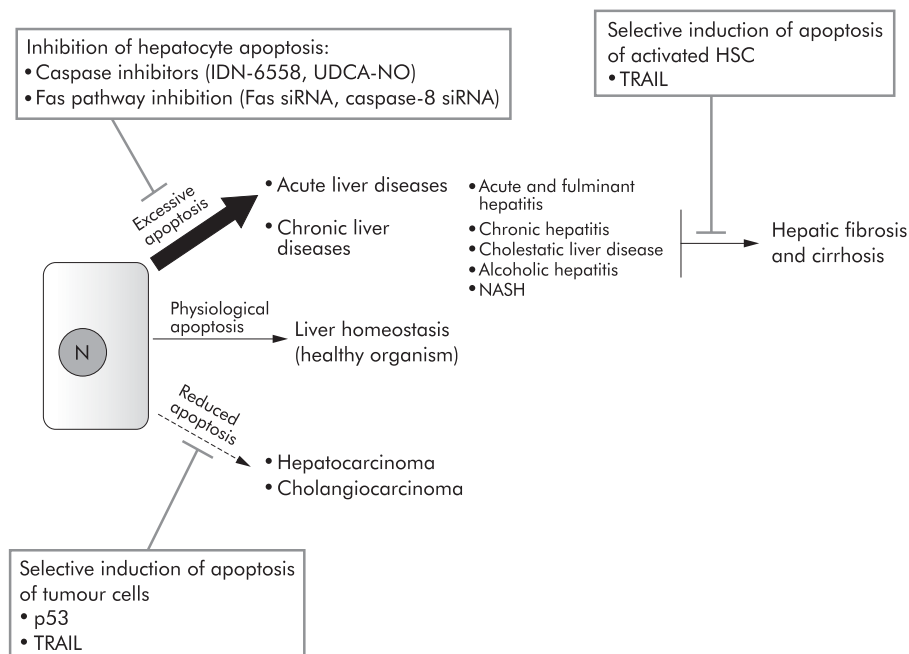 Inhibition of hepatocyte apoptosis:
• Caspase inhibitors (IDN-6558, UDCA-NO)
• Fas pathway inhibition (Fas siRNA, caspase-8 siRNA)
Selective induction of apoptosis
of activated HSC
• TRAIL
Excessive
apoptosis
• Acute liver diseases
• Chronic liver
diseases
• Acute and fulminant
hepatitis
• Chronic hepatitis
• Cholestatic liver disease
• Alcoholic hepatitis
• NASH
Hepatic fibrosis
and cirrhosis
N
Physiological
apoptosis
Liver homeostasis
(healthy organism)
Reduced
apoptosis
• Hepatocarcinoma
• Cholangiocarcinoma
Selective induction of apoptosis
of tumour cells
• p53
• TRAIL